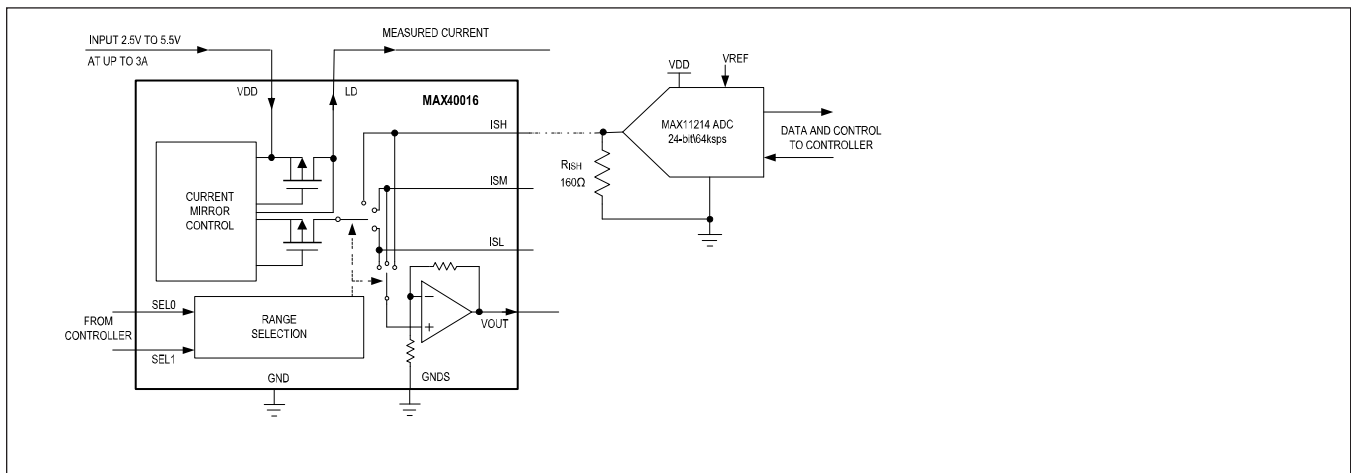 INPUT 2.5V TO 5.5V
AT UP TO 3A
MEASURED CURRENT
VDD
LD
MAX40016
ISH
ISM
ISL
CURRENT
MIRROR
CONTROL
SEL0
FROM
CONTROLLER
SEL1
RANGE
SELECTION
−
+
VOUT
GND
GNDS
VDD
VREF
MAX11214 ADC
24-bit\64ksps
DATA AND CONTROL
TO CONTROLLER
RISH
160Ω